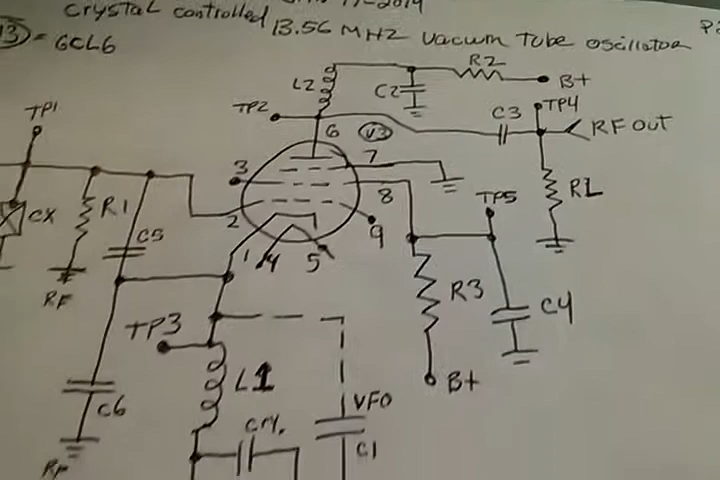 Crystal controlled 13.56 MHZ Vacuum Tube oscillator
= 6CL6
TP1
L2
C2
R2
B+
TP2
C3
TP4
RF OUT
6
V3
7
3
8
TP5
RL
CX
R1
2
9
C5
1
4
5
R3
C4
RF
TP3
L1
B+
C6
VFO
CRY.
C1
RF